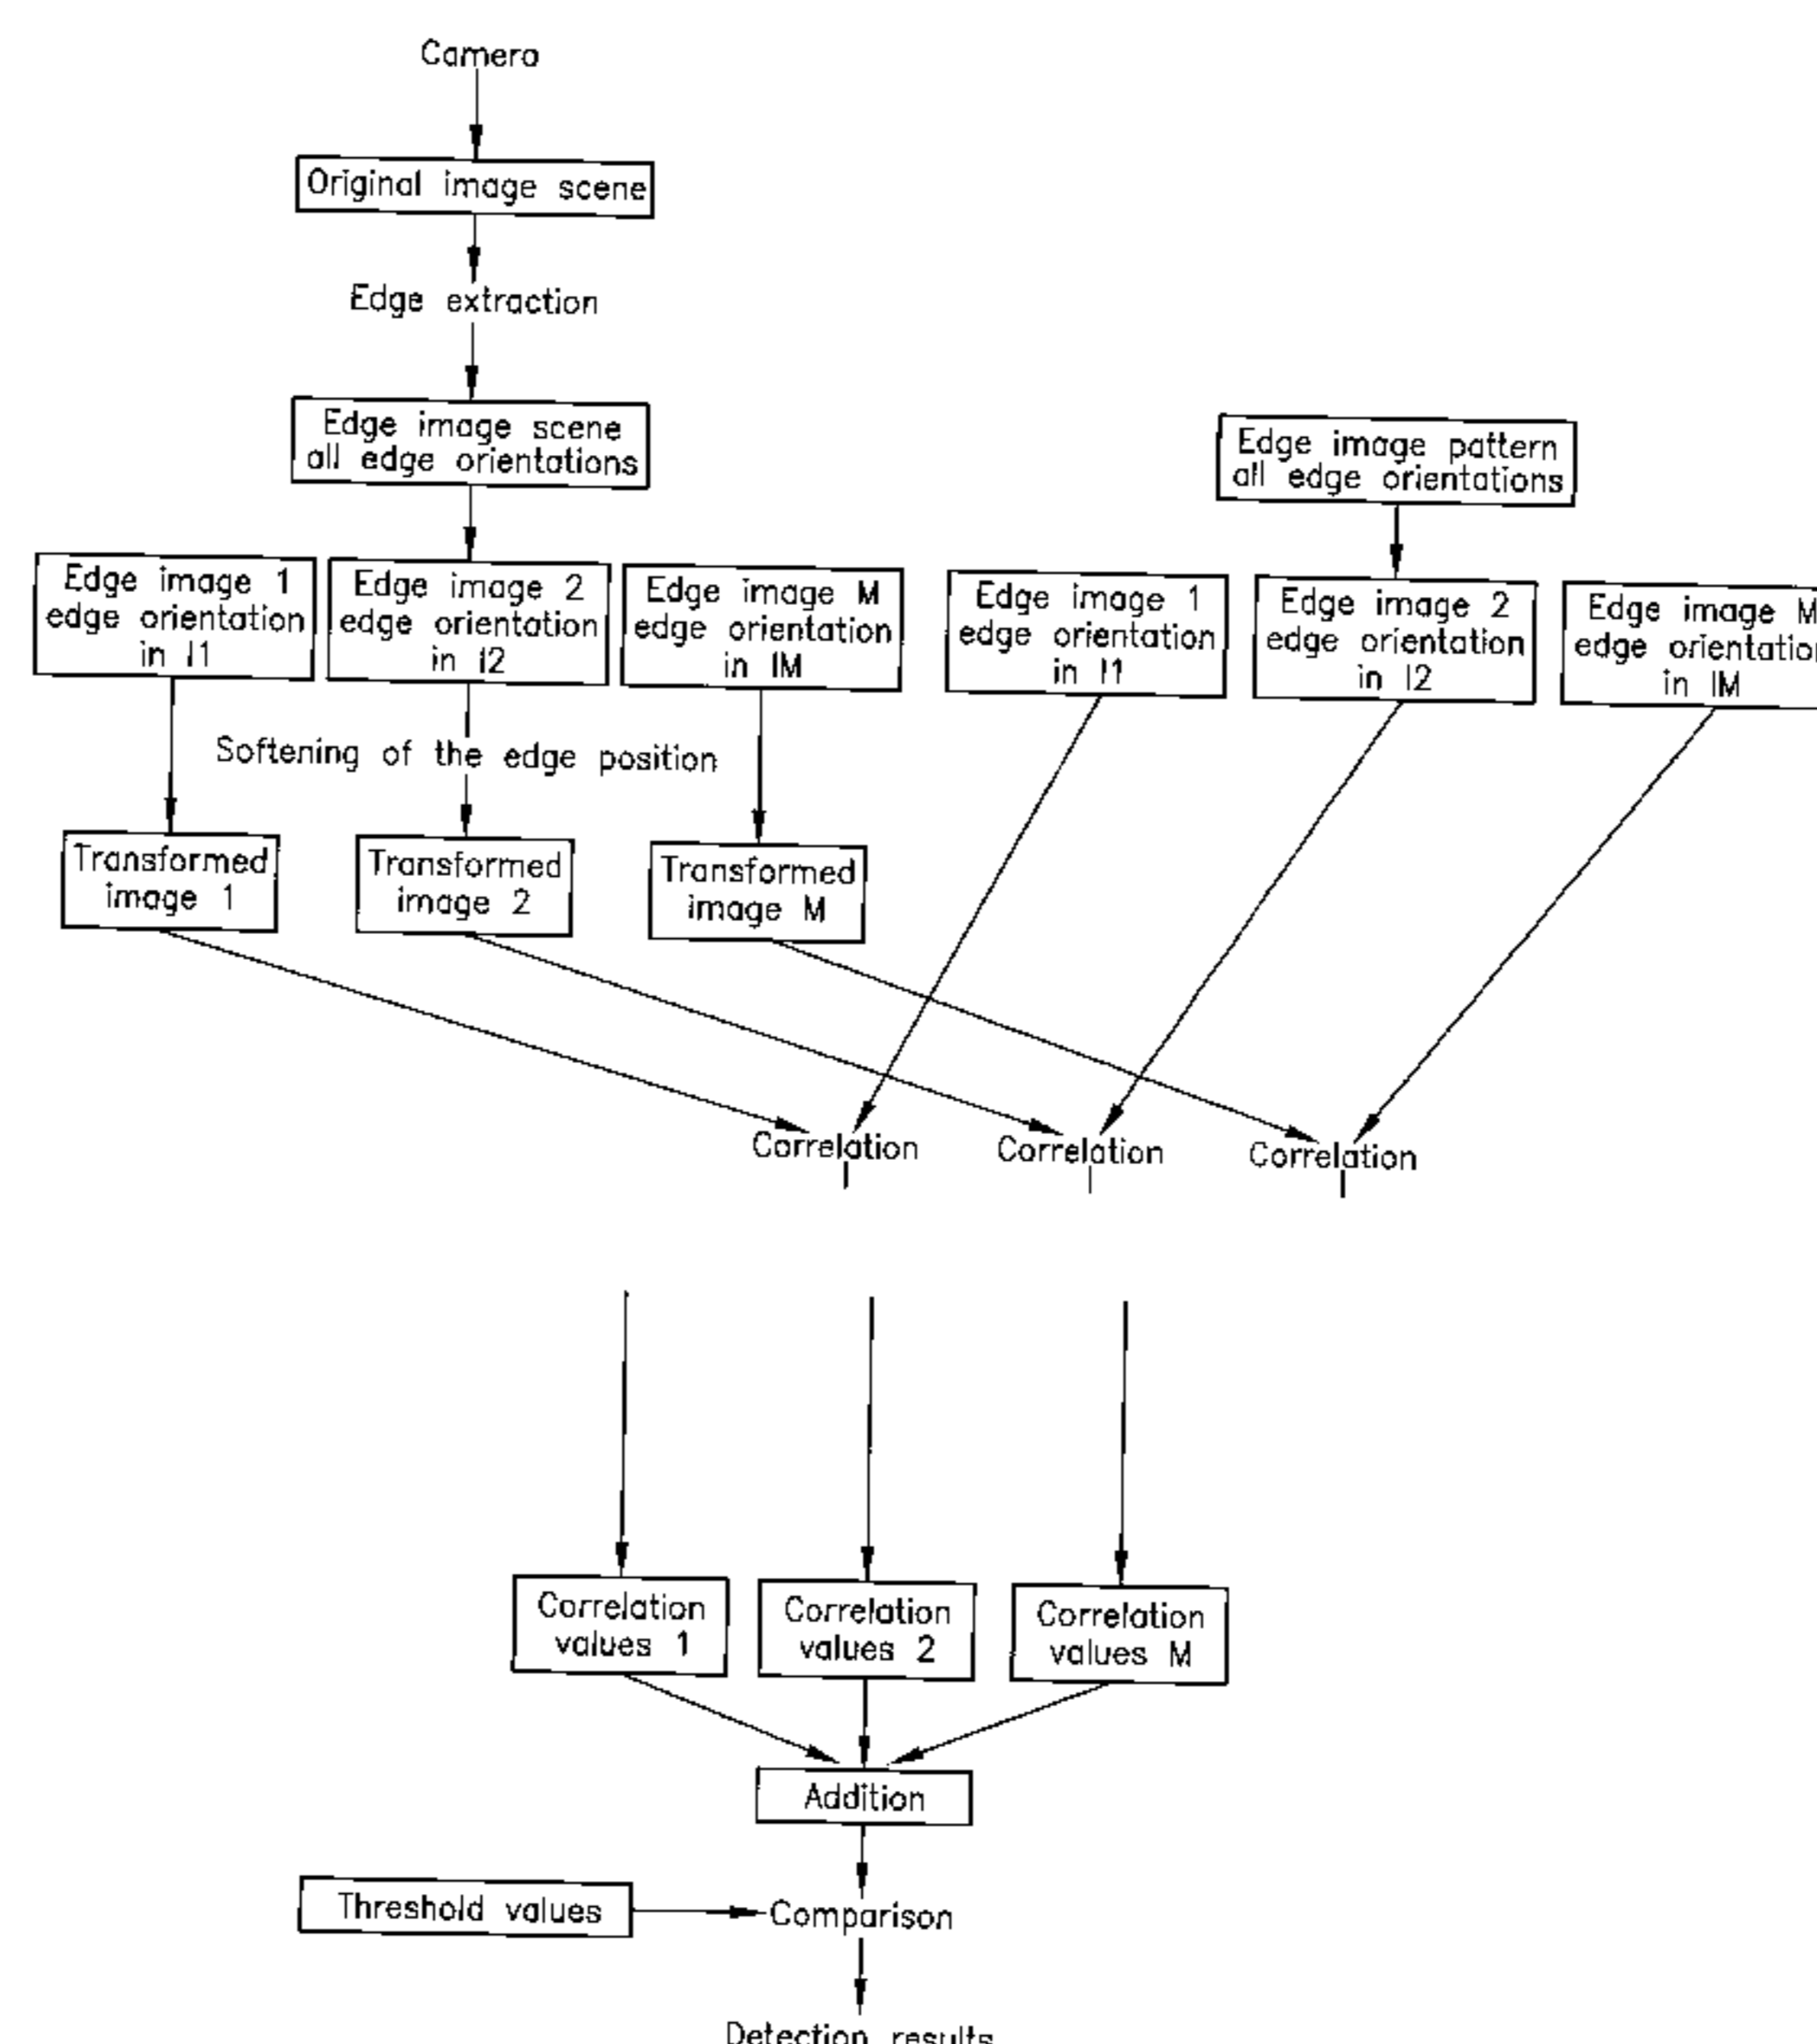 Camera
Original image scene
Edge extraction
Edge image scene
all edge orientations
Edge image pattern
all edge orientations
Edge image 1
edge orientation
in I1
Edge image 2
edge orientation
in I2
Edge image M
edge orientation
in IM
Edge image 1
edge orientation
in I1
Edge image 2
edge orientation
in I2
Edge image M
edge orientation
in IM
Softening of the edge position
Transformed
image 1
Transformed
image 2
Transformed
image M
Correlation
Correlation
Correlation
Correlation
values 1
Correlation
values 2
Correlation
values M
Addition
Threshold values
Comparison
Detection results